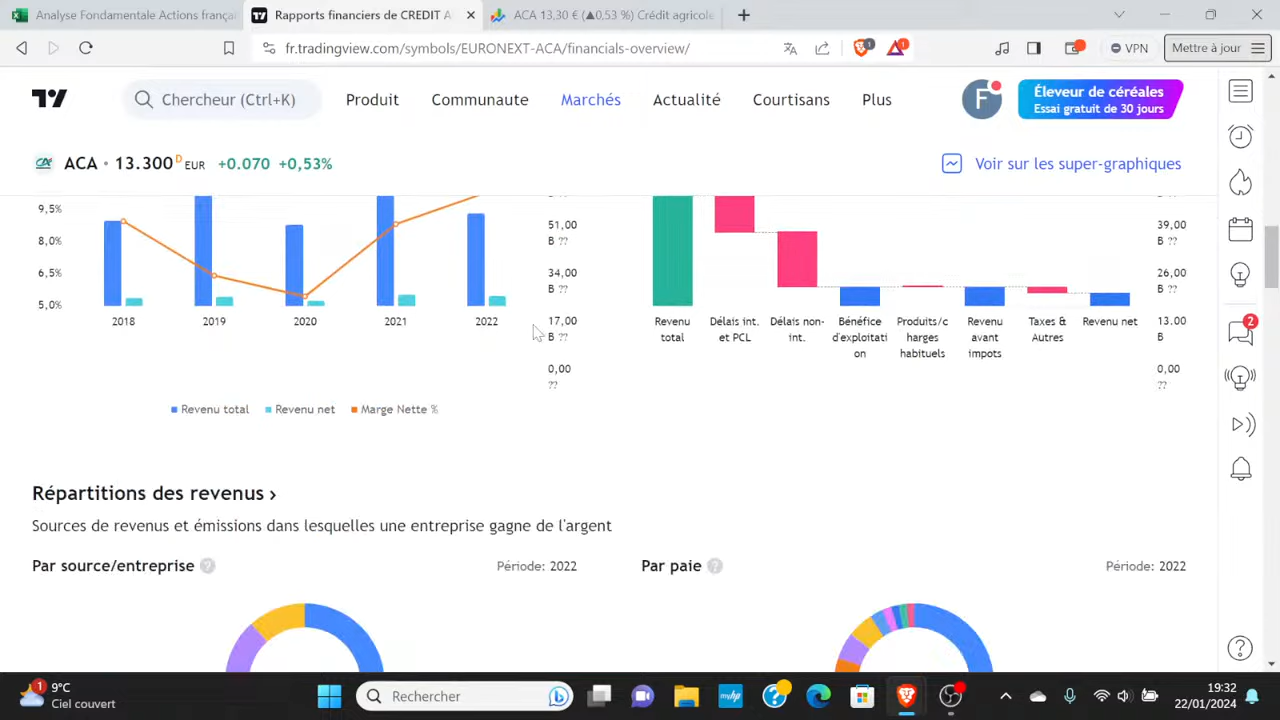 Analyse Fondamentale Actions françai
Rapports financiers de CREDIT A
ACA 13,30 € (▲0,53 %) Crédit agricole
fr.tradingview.com/symbols/EURONEXT-ACA/financials-overview/
1
1
VPN
Mettre à jour
Chercheur (Ctrl+K)
Produit
Communaute
Marchés
Actualité
Courtisans
Plus
F
Éleveur de céréales
Essai gratuit de 30 jours
ACA • 13.300 D EUR +0.070 +0,53%
Voir sur les super-graphiques
9,5%
8,0%
6,5%
5,0%
51,00
B ??
34,00
B ??
17,00
B ??
0,00
??
2018
2019
2020
2021
2022
Revenu total
Revenu net
Marge Nette %
39,00
B ??
26,00
B ??
13.00
B
0,00
??
Revenu
total
Délais int.
et PCL
Délais non-
int.
Bénéfice
d'exploitati
on
Produits/c
harges
habituels
Revenu
avant
impots
Taxes &
Autres
Revenu net
2
Répartitions des revenus ›
Sources de revenus et émissions dans lesquelles une entreprise gagne de l'argent
Par source/entreprise ?
Période: 2022
Par paie ?
Période: 2022
1
9°C
Ciel couvert
Rechercher
19:32
22/01/2024